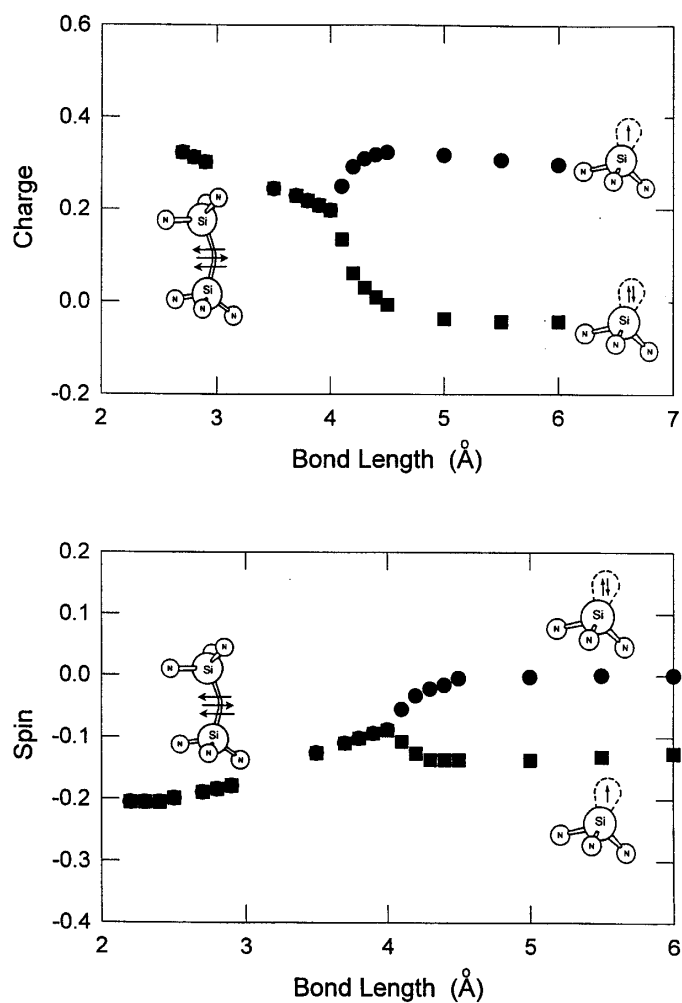 0.6
0.4
0.2
0.0
-0.2
Charge
2 3 4 5 6 7
Bond Length (Å)
N
N
Si
Si
N
N
N
Si
N
N
N
Si
N
N
N
0.2
0.1
0.0
-0.1
-0.2
-0.3
-0.4
Spin
2 3 4 5 6
Bond Length (Å)
N
N
Si
Si
N
N
N
Si
N
N
N
Si
N
N
N